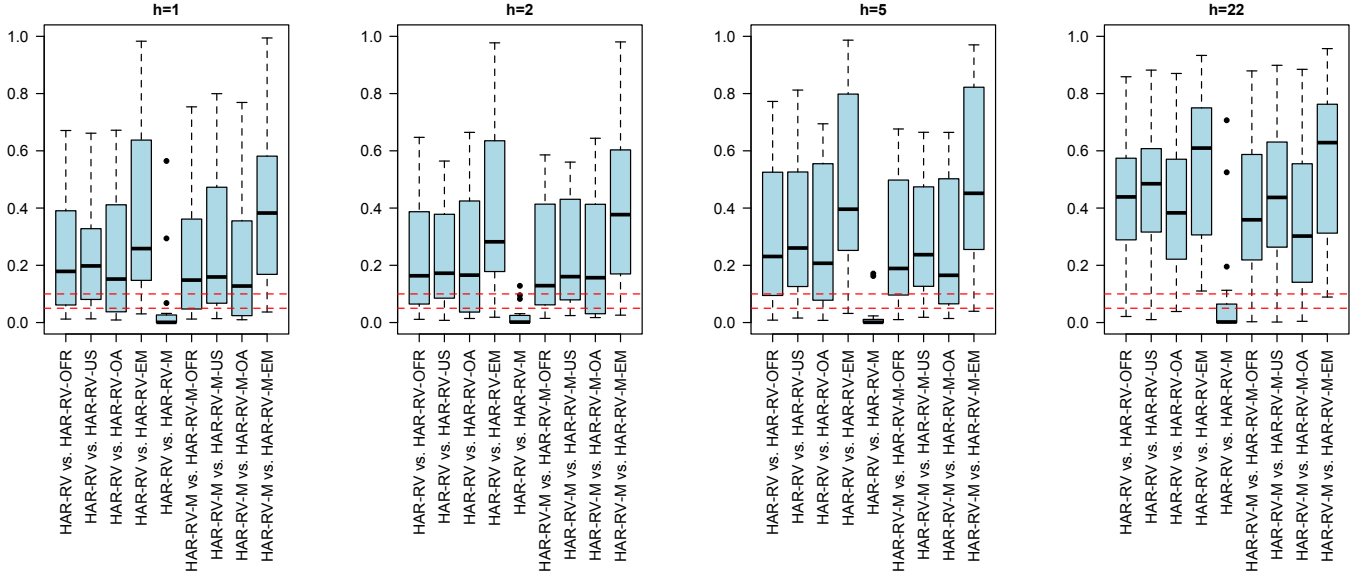 h=1
1.0
0.8
0.6
0.4
0.2
0.0
HAR-RV vs. HAR-RV-OFR
HAR-RV vs. HAR-RV-US
HAR-RV vs. HAR-RV-OA
HAR-RV vs. HAR-RV-EM
HAR-RV vs. HAR-RV-M
HAR-RV-M vs. HAR-RV-M-OFR
HAR-RV-M vs. HAR-RV-M-US
HAR-RV-M vs. HAR-RV-M-OA
HAR-RV-M vs. HAR-RV-M-EM
h=2
1.0
0.8
0.6
0.4
0.2
0.0
HAR-RV vs. HAR-RV-OFR
HAR-RV vs. HAR-RV-US
HAR-RV vs. HAR-RV-OA
HAR-RV vs. HAR-RV-EM
HAR-RV vs. HAR-RV-M
HAR-RV-M vs. HAR-RV-M-OFR
HAR-RV-M vs. HAR-RV-M-US
HAR-RV-M vs. HAR-RV-M-OA
HAR-RV-M vs. HAR-RV-M-EM
h=5
1.0
0.8
0.6
0.4
0.2
0.0
HAR-RV vs. HAR-RV-OFR
HAR-RV vs. HAR-RV-US
HAR-RV vs. HAR-RV-OA
HAR-RV vs. HAR-RV-EM
HAR-RV vs. HAR-RV-M
HAR-RV-M vs. HAR-RV-M-OFR
HAR-RV-M vs. HAR-RV-M-US
HAR-RV-M vs. HAR-RV-M-OA
HAR-RV-M vs. HAR-RV-M-EM
h=22
1.0
0.8
0.6
0.4
0.2
0.0
HAR-RV vs. HAR-RV-OFR
HAR-RV vs. HAR-RV-US
HAR-RV vs. HAR-RV-OA
HAR-RV vs. HAR-RV-EM
HAR-RV vs. HAR-RV-M
HAR-RV-M vs. HAR-RV-M-OFR
HAR-RV-M vs. HAR-RV-M-US
HAR-RV-M vs. HAR-RV-M-OA
HAR-RV-M vs. HAR-RV-M-EM